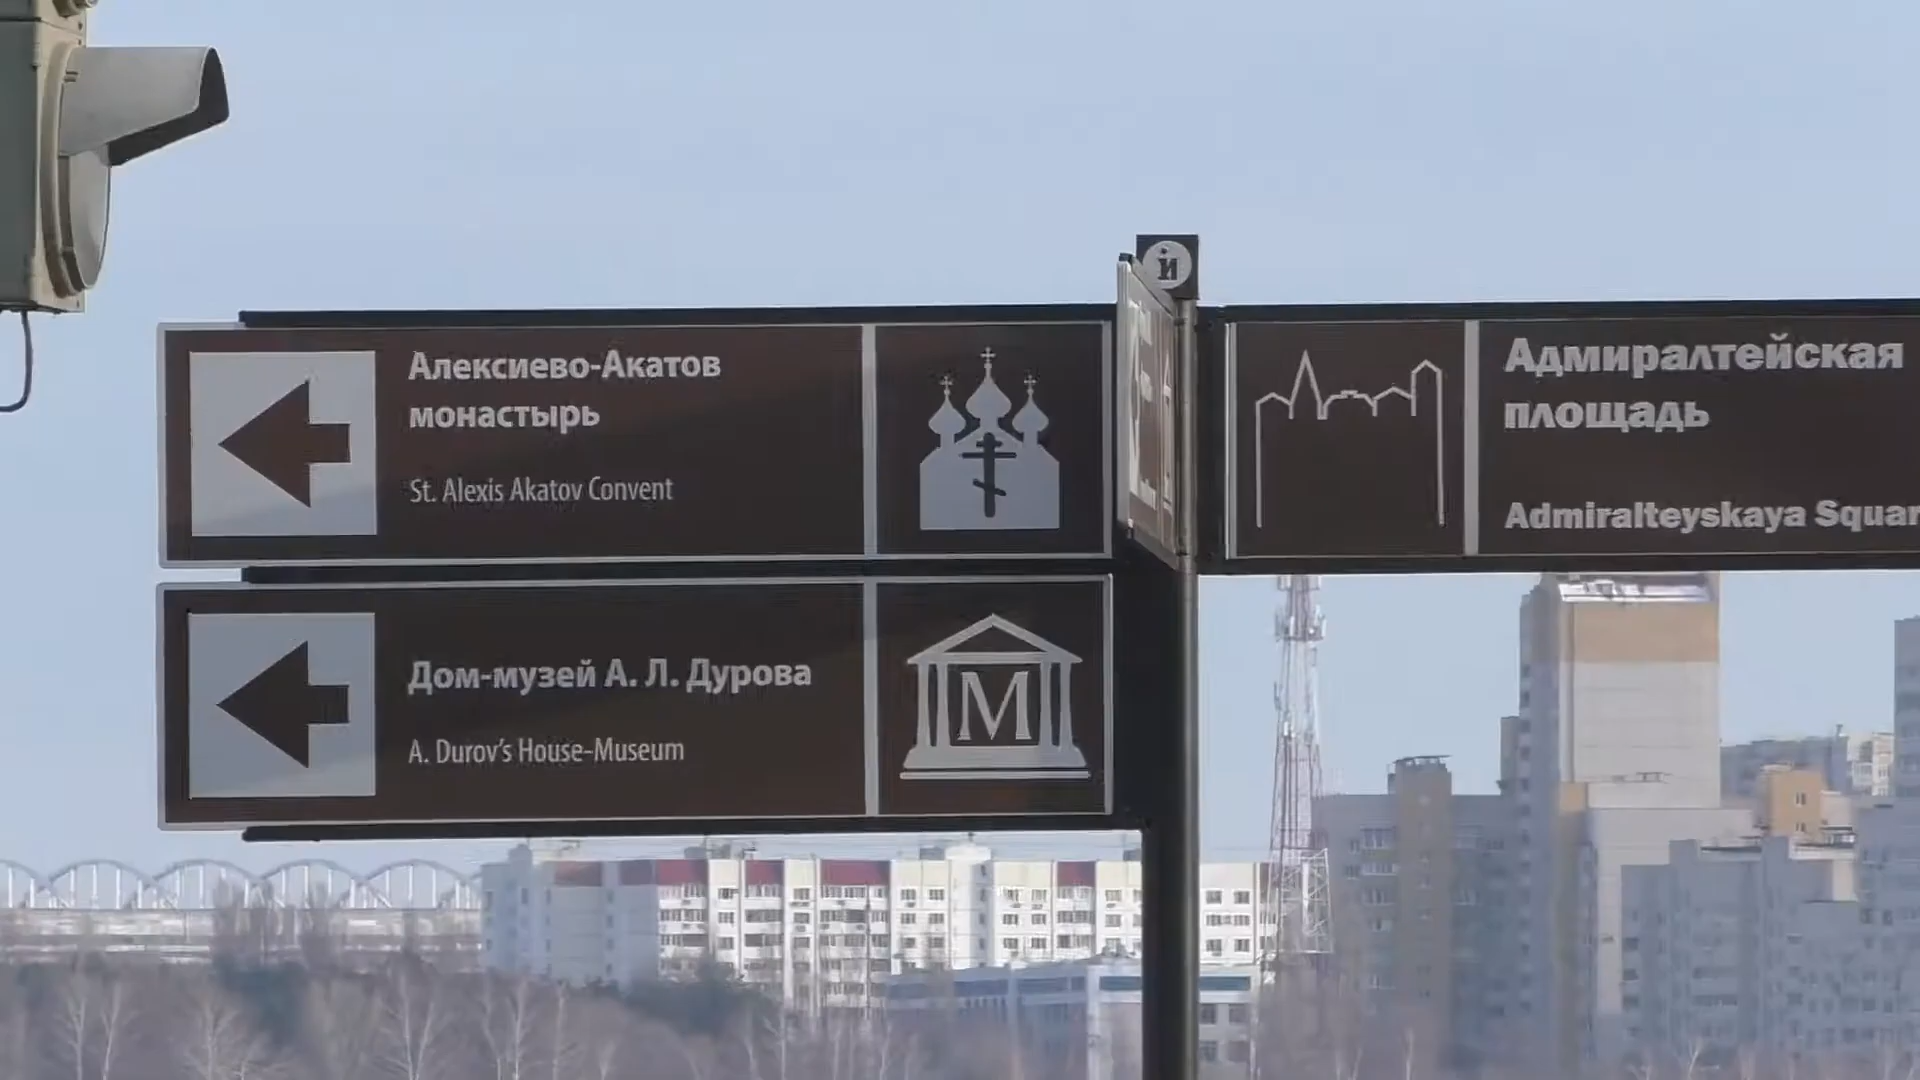 и
Алексиево-Акатов
монастырь
St. Alexis Akatov Convent
Дом-музей А. Л. Дурова
A. Durov's House-Museum
M
Адмиралтейская
площадь
Admiralteyskaya Squar